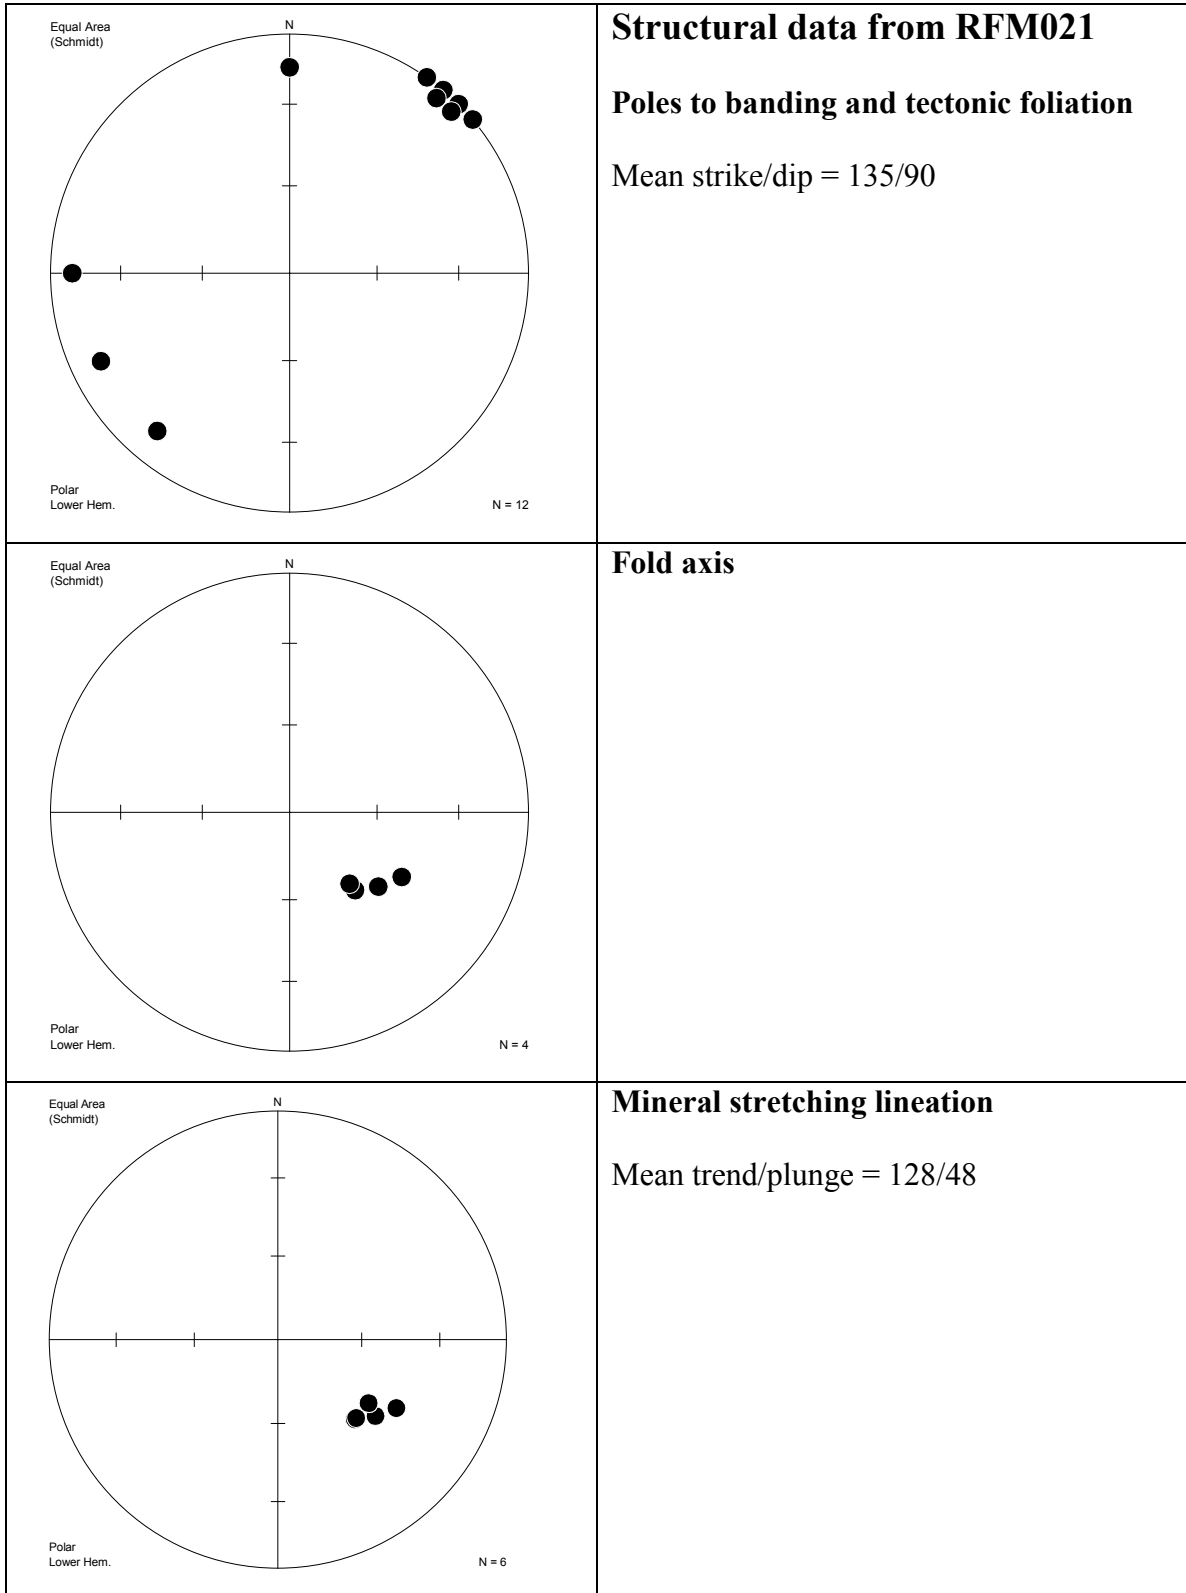 Equal Area
(Schmidt)
N
Polar
Lower Hem.
N = 12
Structural data from RFM021
Poles to banding and tectonic foliation
Mean strike/dip = 135/90
Equal Area
(Schmidt)
N
Polar
Lower Hem.
N = 4
Fold axis
Equal Area
(Schmidt)
N
Polar
Lower Hem.
N = 6
Mineral stretching lineation
Mean trend/plunge = 128/48